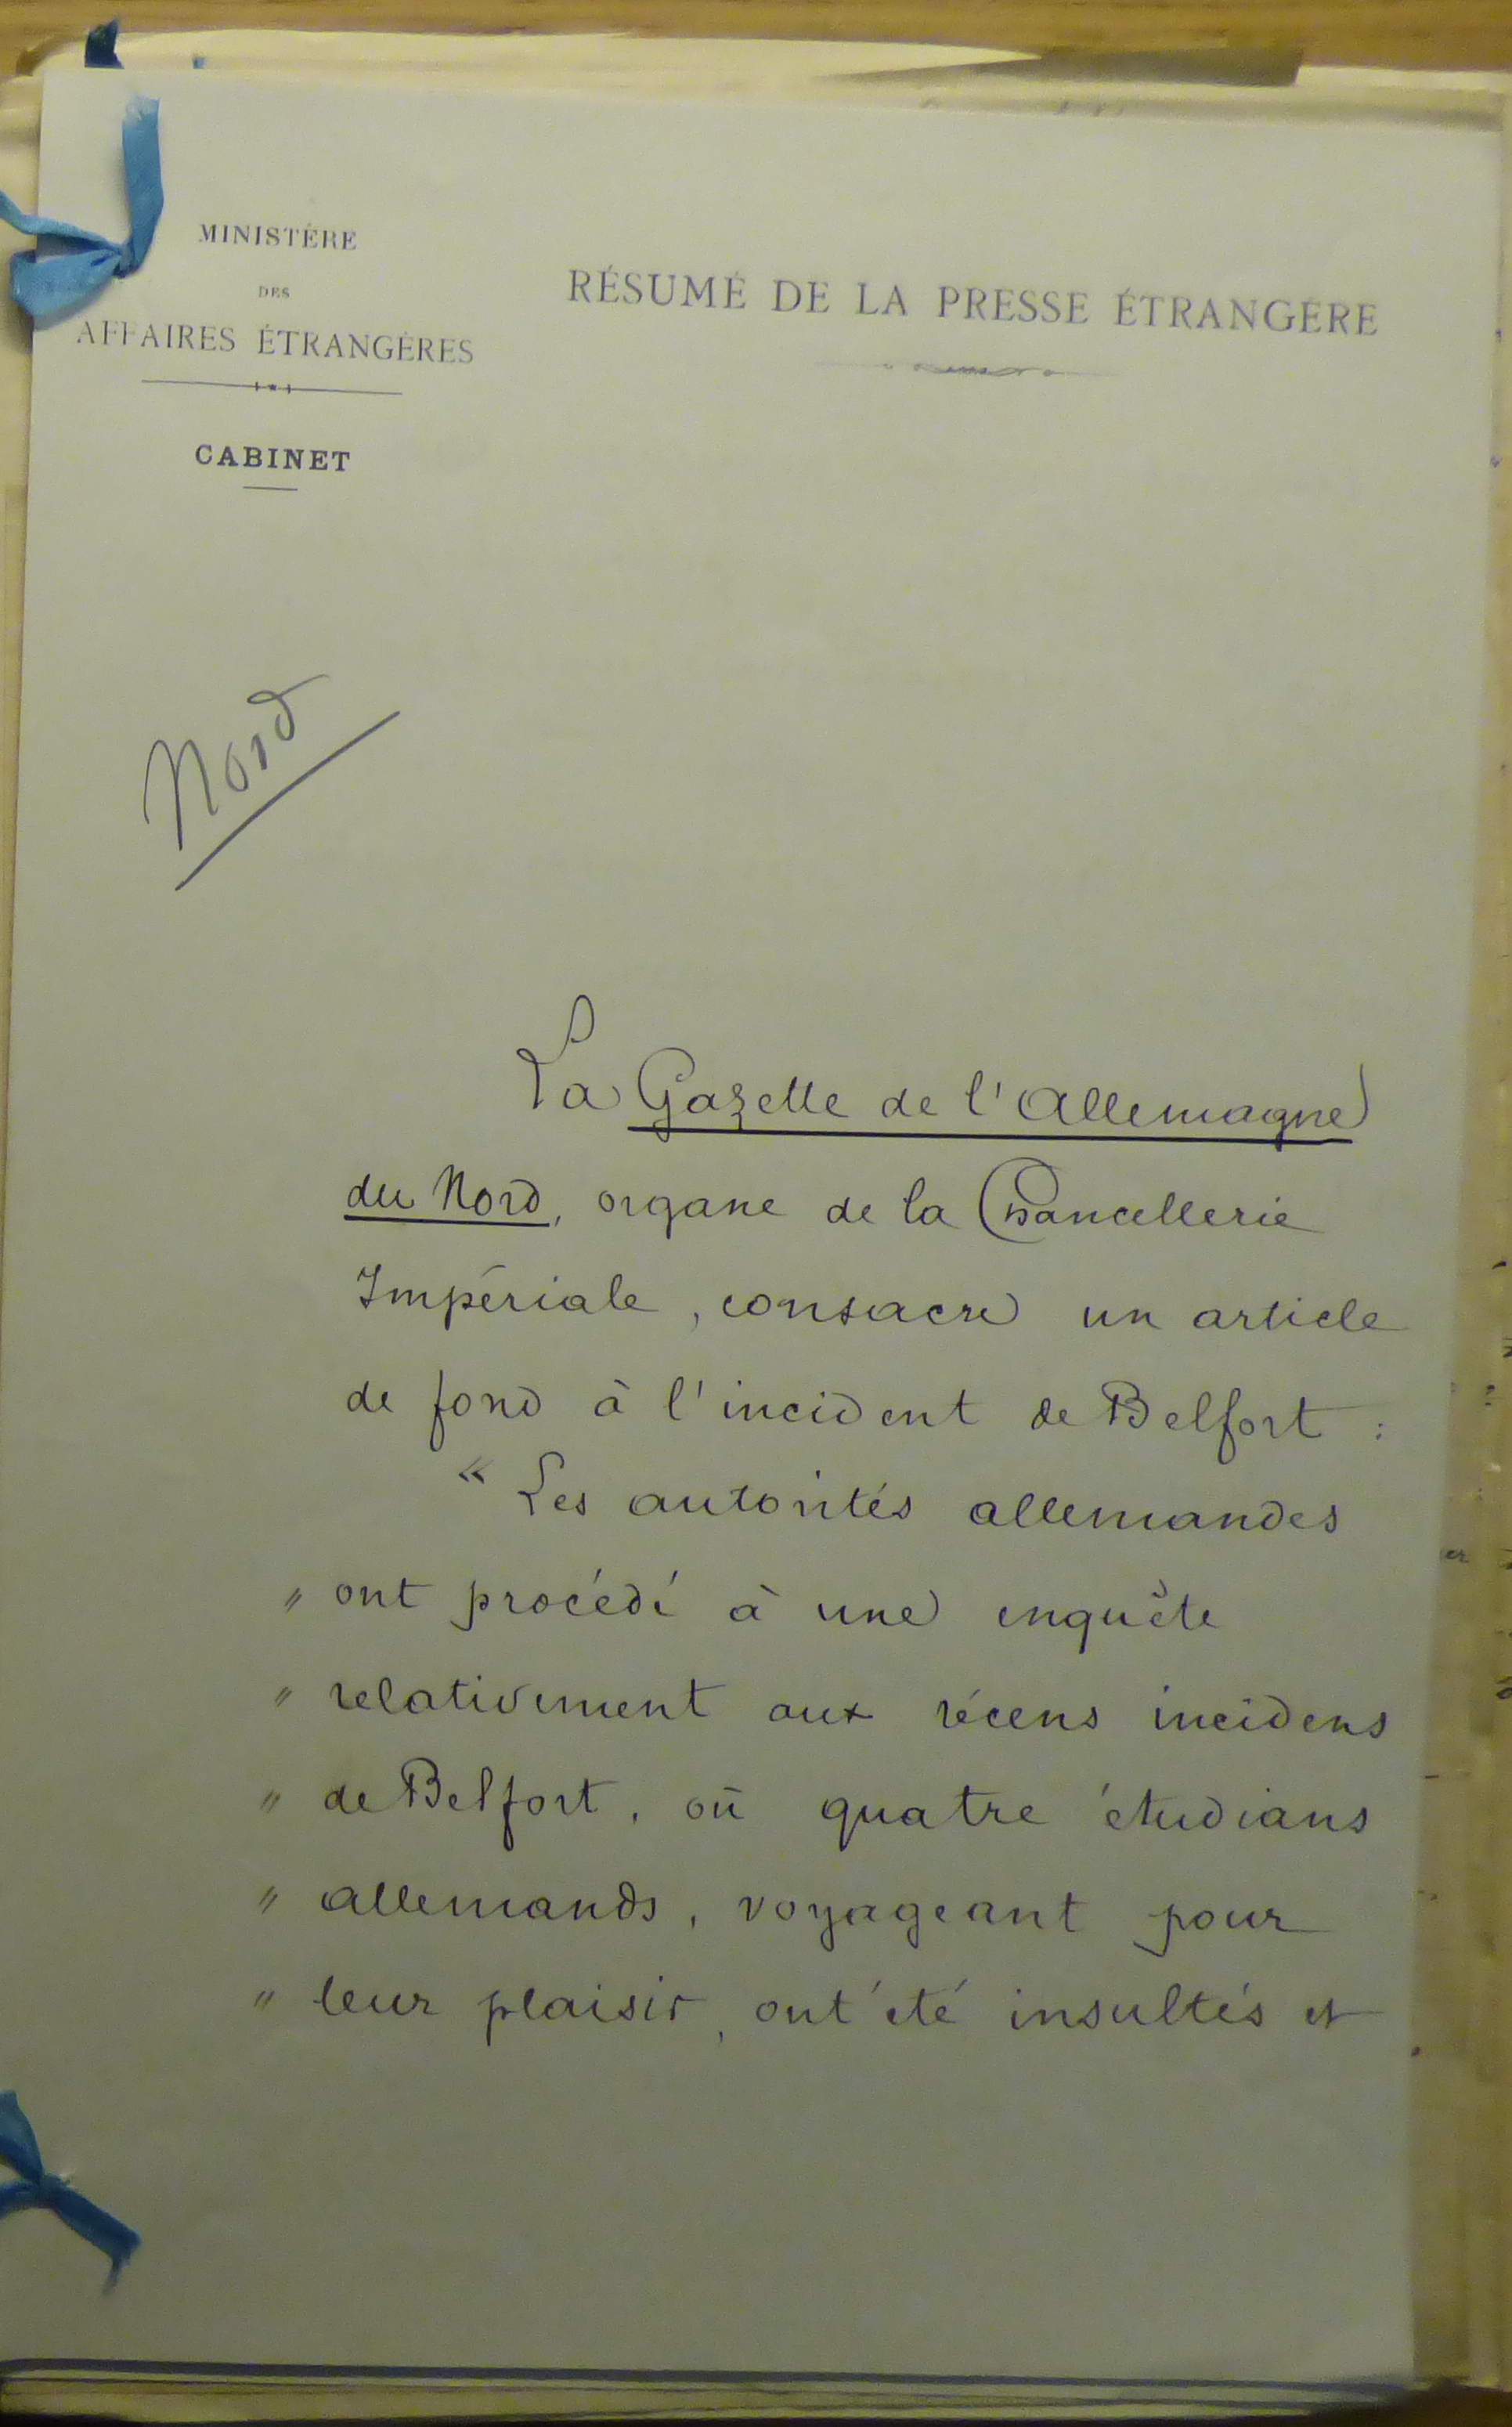 MINISTÈRE
DES
AFFAIRES ÉTRANGÈRES
CABINET
RÉSUMÉ DE LA PRESSE ÉTRANGÈRE
Nord
La Gazette de l'Allemagne
du Nord, organe de la Chancellerie
Impériale, consacre un article
de fond à l'incident de Belfort :
« Les autorités allemandes
" ont procédé à une enquête
" relativement aux récens incidens
" de Belfort, où quatre étudians
" allemands, voyageant pour
" leur plaisir, ont été insultés et